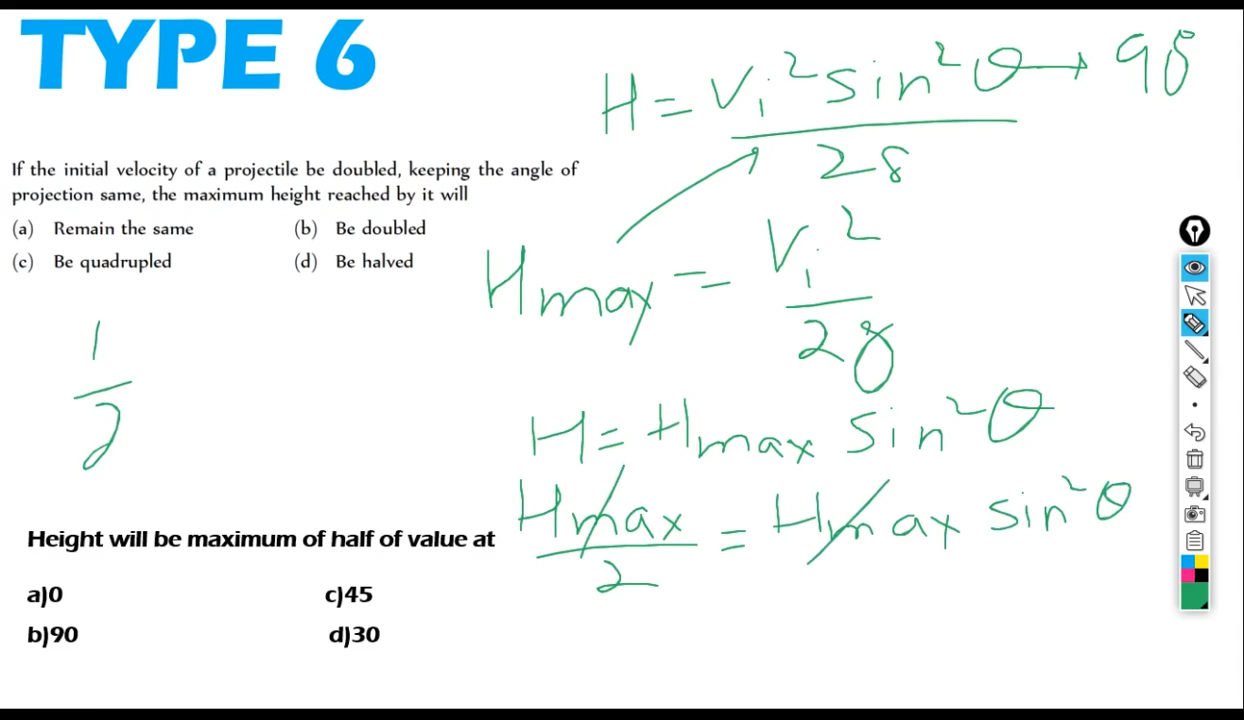 TYPE 6
H = Vi² sin²θ → 90°
2g
If the initial velocity of a projectile be doubled, keeping the angle of
projection same, the maximum height reached by it will
(a) Remain the same (b) Be doubled
(c) Be quadrupled (d) Be halved
Hmax = Vi²
2g
1
2
H = Hmax sin²θ
Hmax = Hmax sin²θ
2
Height will be maximum of half of value at
a)0 c)45
b)90 d)30